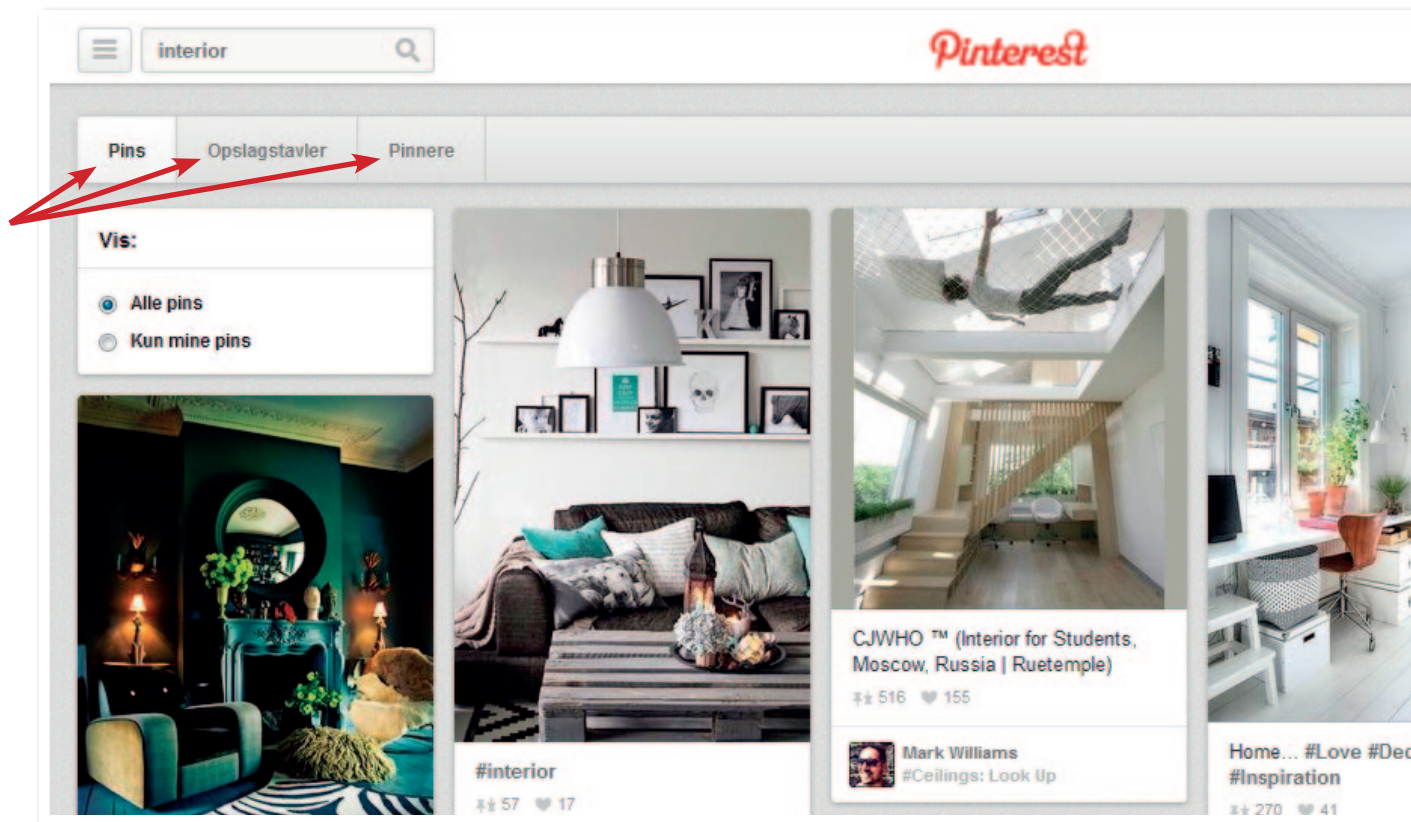 interior
Pinterest
Pins Opslagstavler Pinnere
Vis:
Alle pins
Kun mine pins
K
#interior
57 17
CJWHO ™ (Interior for Students,
Moscow, Russia | Ruetemple)
516 155
Mark Williams
#Ceilings: Look Up
Home... #Love #Dec
#Inspiration
270 41